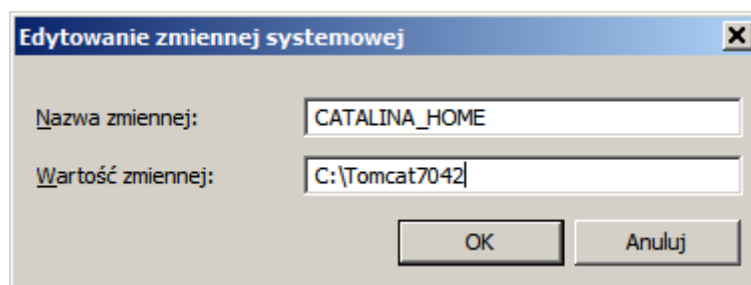 Edytowanie zmiennej systemowej
Nazwa zmiennej: CATALINA_HOME
Wartość zmiennej: C:\Tomcat7042
OK Anuluj